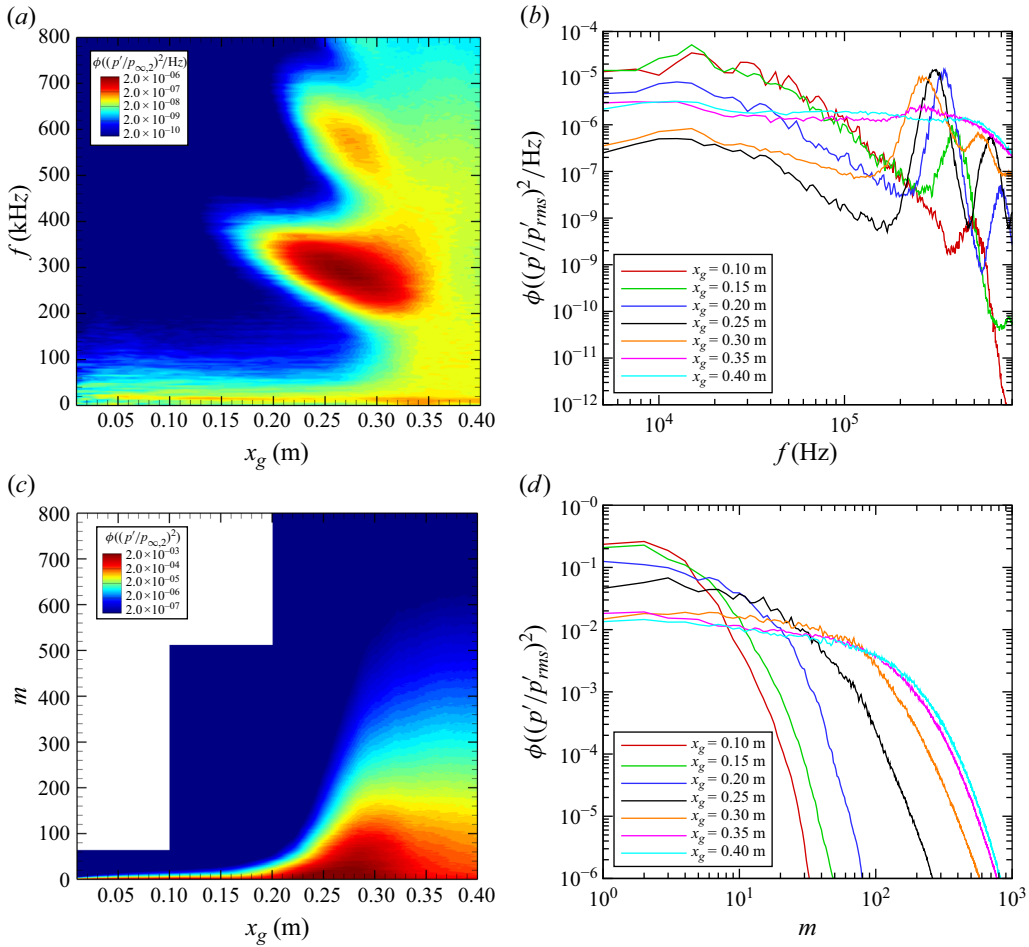 (a)
800
700
600
500
400
300
200
100
0
f (kHz)
ϕ((p′/p∞,2)²/Hz)
2.0×10⁻⁰⁶
2.0×10⁻⁰⁷
2.0×10⁻⁰⁸
2.0×10⁻⁰⁹
2.0×10⁻¹⁰
0.05 0.10 0.15 0.20 0.25 0.30 0.35 0.40
x_g (m)
(b)
10⁻⁴
10⁻⁵
10⁻⁶
10⁻⁷
10⁻⁹
10⁻⁹
10⁻¹⁰
10⁻¹¹
10⁻¹²
ϕ((p′/p′rms)²/Hz)
x_g = 0.10 m
x_g = 0.15 m
x_g = 0.20 m
x_g = 0.25 m
x_g = 0.30 m
x_g = 0.35 m
x_g = 0.40 m
10⁴ 10⁵
f (Hz)
(c)
800
700
600
500
400
300
200
100
0
m
ϕ((p′/p∞,2)²)
2.0×10⁻⁰³
2.0×10⁻⁰⁴
2.0×10⁻⁰⁵
2.0×10⁻⁰⁶
2.0×10⁻⁰⁷
0.05 0.10 0.15 0.20 0.25 0.30 0.35 0.40
x_g (m)
(d)
10⁻⁰
10⁻¹
10⁻²
10⁻³
10⁻⁴
10⁻⁵
10⁻⁶
ϕ((p′/p′rms)²)
x_g = 0.10 m
x_g = 0.15 m
x_g = 0.20 m
x_g = 0.25 m
x_g = 0.30 m
x_g = 0.35 m
x_g = 0.40 m
10⁰ 10¹ 10² 10³
m